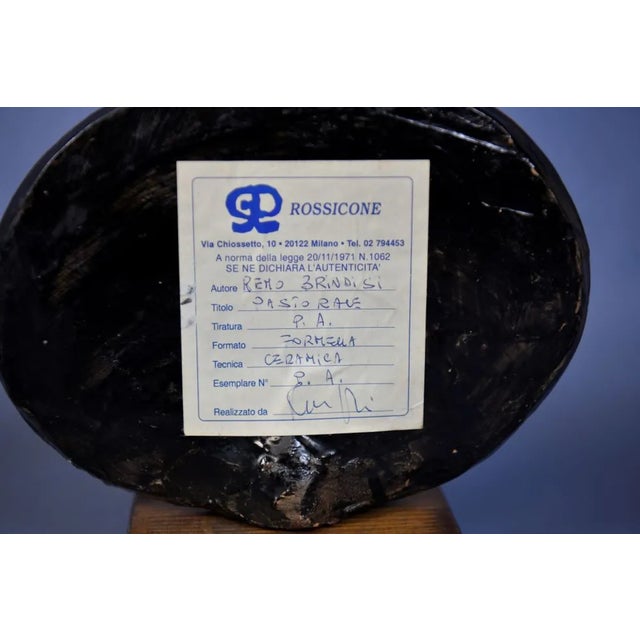 ROSSICONE
Via Chiossetto, 10 • 20122 Milano • Tel. 02 794453
A norma della legge 20/11/1971 N.1062
SE NE DICHIARA L'AUTENTICITA'
Autore REMO BRINDISI
Titolo PASTORALE
Tiratura P.A.
Formato FORMELLA
Tecnica CERAMICA
Esemplare N° P.A.
Realizzato da